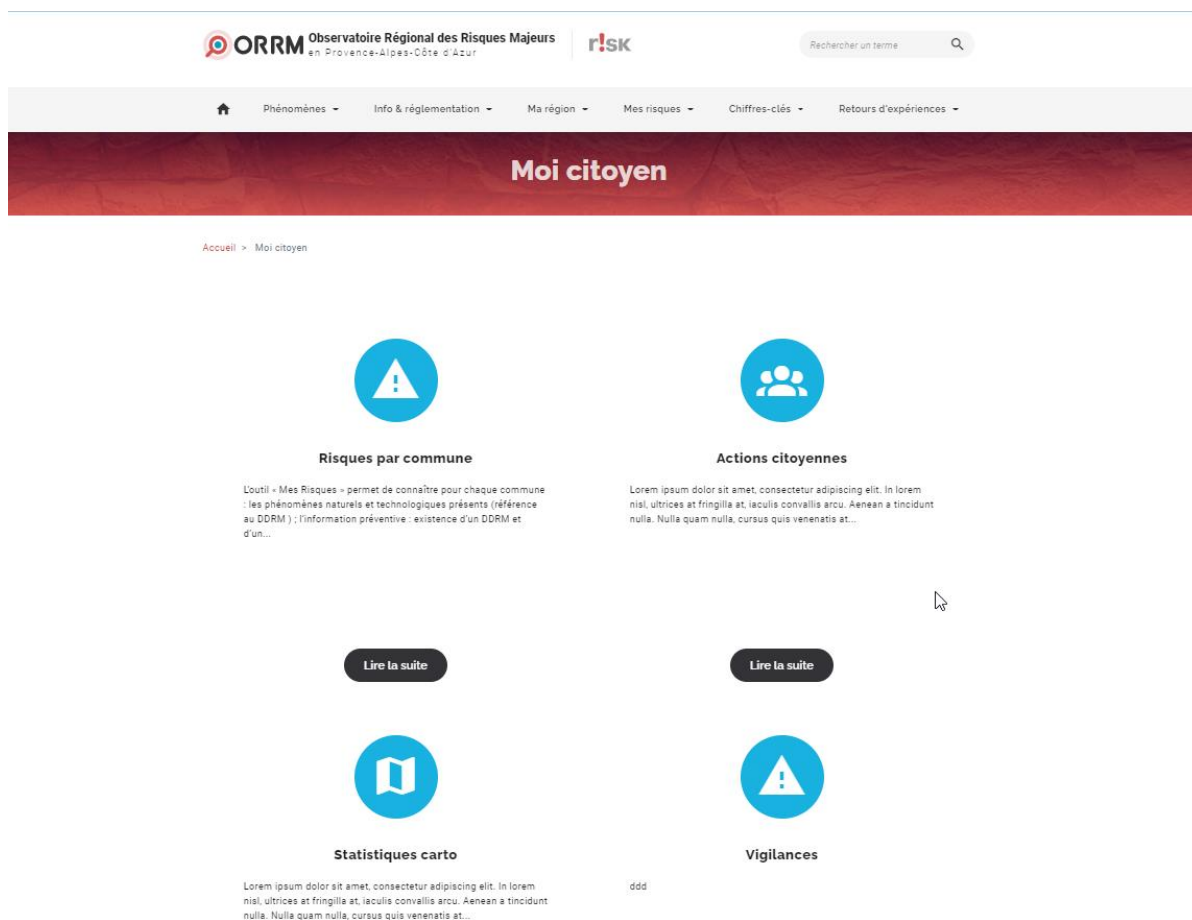 ORRM Observatoire Régional des Risques Majeurs
en Provence-Alpes-Côte d'Azur
r!sk
Rechercher un terme
Phénomènes
Info & réglementation
Ma région
Mes risques
Chiffres-clés
Retours d'expériences
Moi citoyen
Accueil > Moi citoyen
Risques par commune
L'outil « Mes Risques » permet de connaître pour chaque commune
: les phénomènes naturels et technologiques présents (référence
au DDRM ) ; l'information préventive : existence d'un DDRM et
d'un...
Lire la suite
Actions citoyennes
Lorem ipsum dolor sit amet, consectetur adipiscing elit. In lorem
nisl, ultrices at fringilla at, iaculis convallis arcu. Aenean a tincidunt
nulla. Nulla quam nulla, cursus quis venenatis at...
Lire la suite
Statistiques carto
Lorem ipsum dolor sit amet, consectetur adipiscing elit. In lorem
nisl, ultrices at fringilla at, iaculis convallis arcu. Aenean a tincidunt
nulla. Nulla quam nulla, cursus quis venenatis at...
Vigilances
ddd